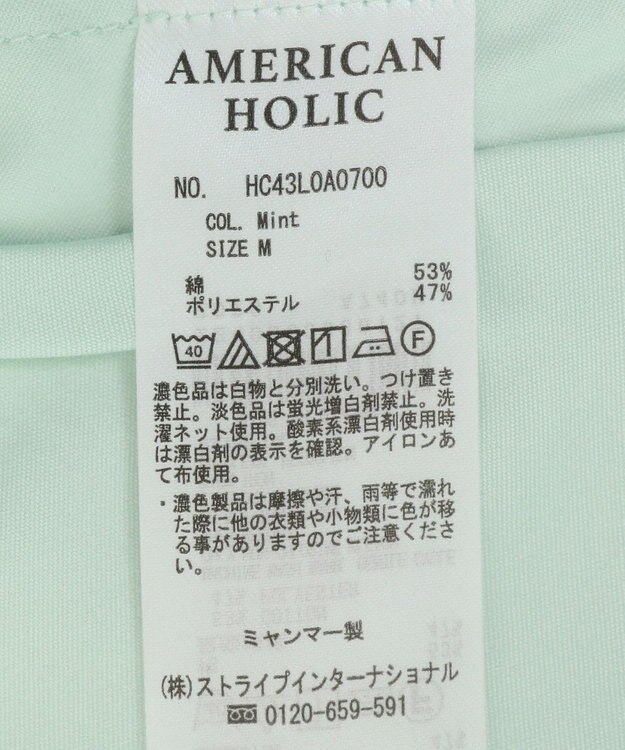 AMERICAN
HOLIC
NO. HC43L0A0700
COL. Mint
SIZE M
綿 53%
ポリエステル 47%
40 F
濃色品は白物と分別洗い。つけ置き
禁止。淡色品は蛍光増白剤禁止。洗
濯ネット使用。酸素系漂白剤使用時
は漂白剤の表示を確認。アイロンあ
て布使用。
・濃色製品は摩擦や汗、雨等で濡れ
た際に他の衣類や小物類に色が移
る事がありますのでご注意くださ
い。
ミャンマー製
(株)ストライプインターナショナル
0120-659-591